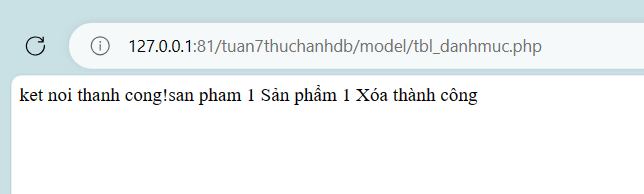 127.0.0.1:81/tuan7thuchanhdb/model/tbl_danhmuc.php
ket noi thanh cong!san pham 1 Sản phẩm 1 Xóa thành công